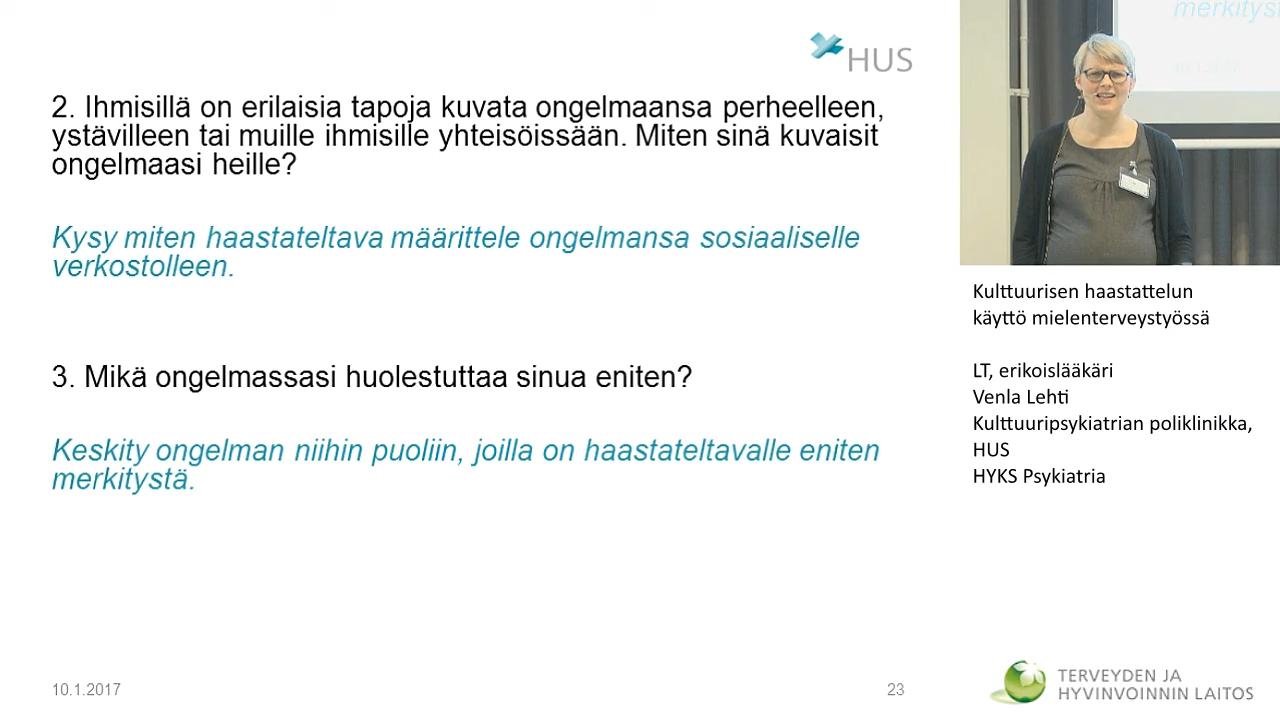 HUS
2. Ihmisillä on erilaisia tapoja kuvata ongelmaansa perheelleen,
ystävilleen tai muille ihmisille yhteisöissään. Miten sinä kuvaisit
ongelmaasi heille?
Kysy miten haastateltava määrittele ongelmansa sosiaaliselle
verkostolleen.
3. Mikä ongelmassasi huolestuttaa sinua eniten?
Keskity ongelman niihin puoliin, joilla on haastateltavalle eniten
merkitystä.
10.1.2017
23
merkitys
Kulttuurisen haastattelun
käyttö mielenterveystyössä
LT, erikoislääkäri
Venla Lehti
Kulttuuripsykiatrian poliklinikka,
HUS
HYKS Psykiatria
TERVEYDEN JA
HYVINVOINNIN LAITOS